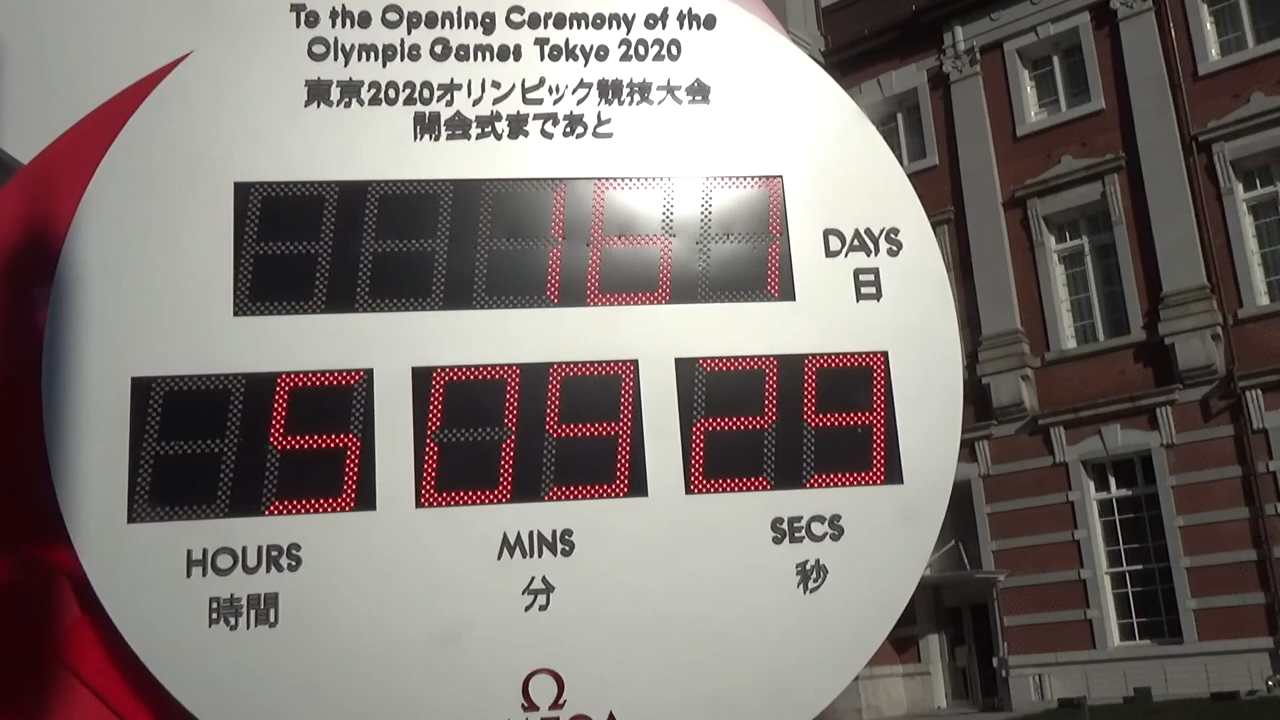 To the Opening Ceremony of the
Olympic Games Tokyo 2020
東京2020オリンピック競技大会
開会式まであと
161
DAYS
日
5 09 29
HOURS MINS SECS
時間 分 秒
Ω
OMEGA